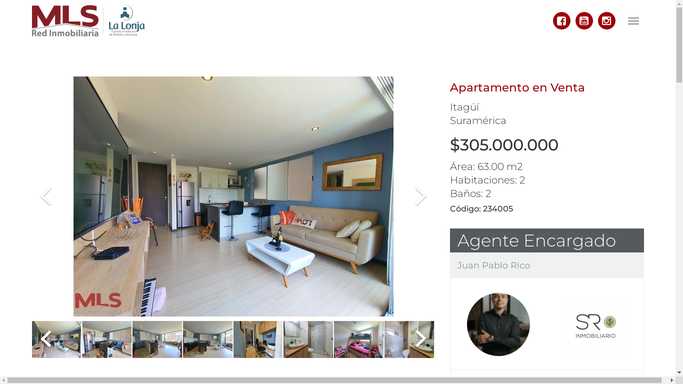 MLS
Red Inmobiliaria
La Lonja
Apartamento en Venta
Itagüí
Suramérica
$305.000.000
Área: 63.00 m2
Habitaciones: 2
Baños: 2
Código: 234005
Agente Encargado
Juan Pablo Rico
MLS
SR
INMOBILIARIO